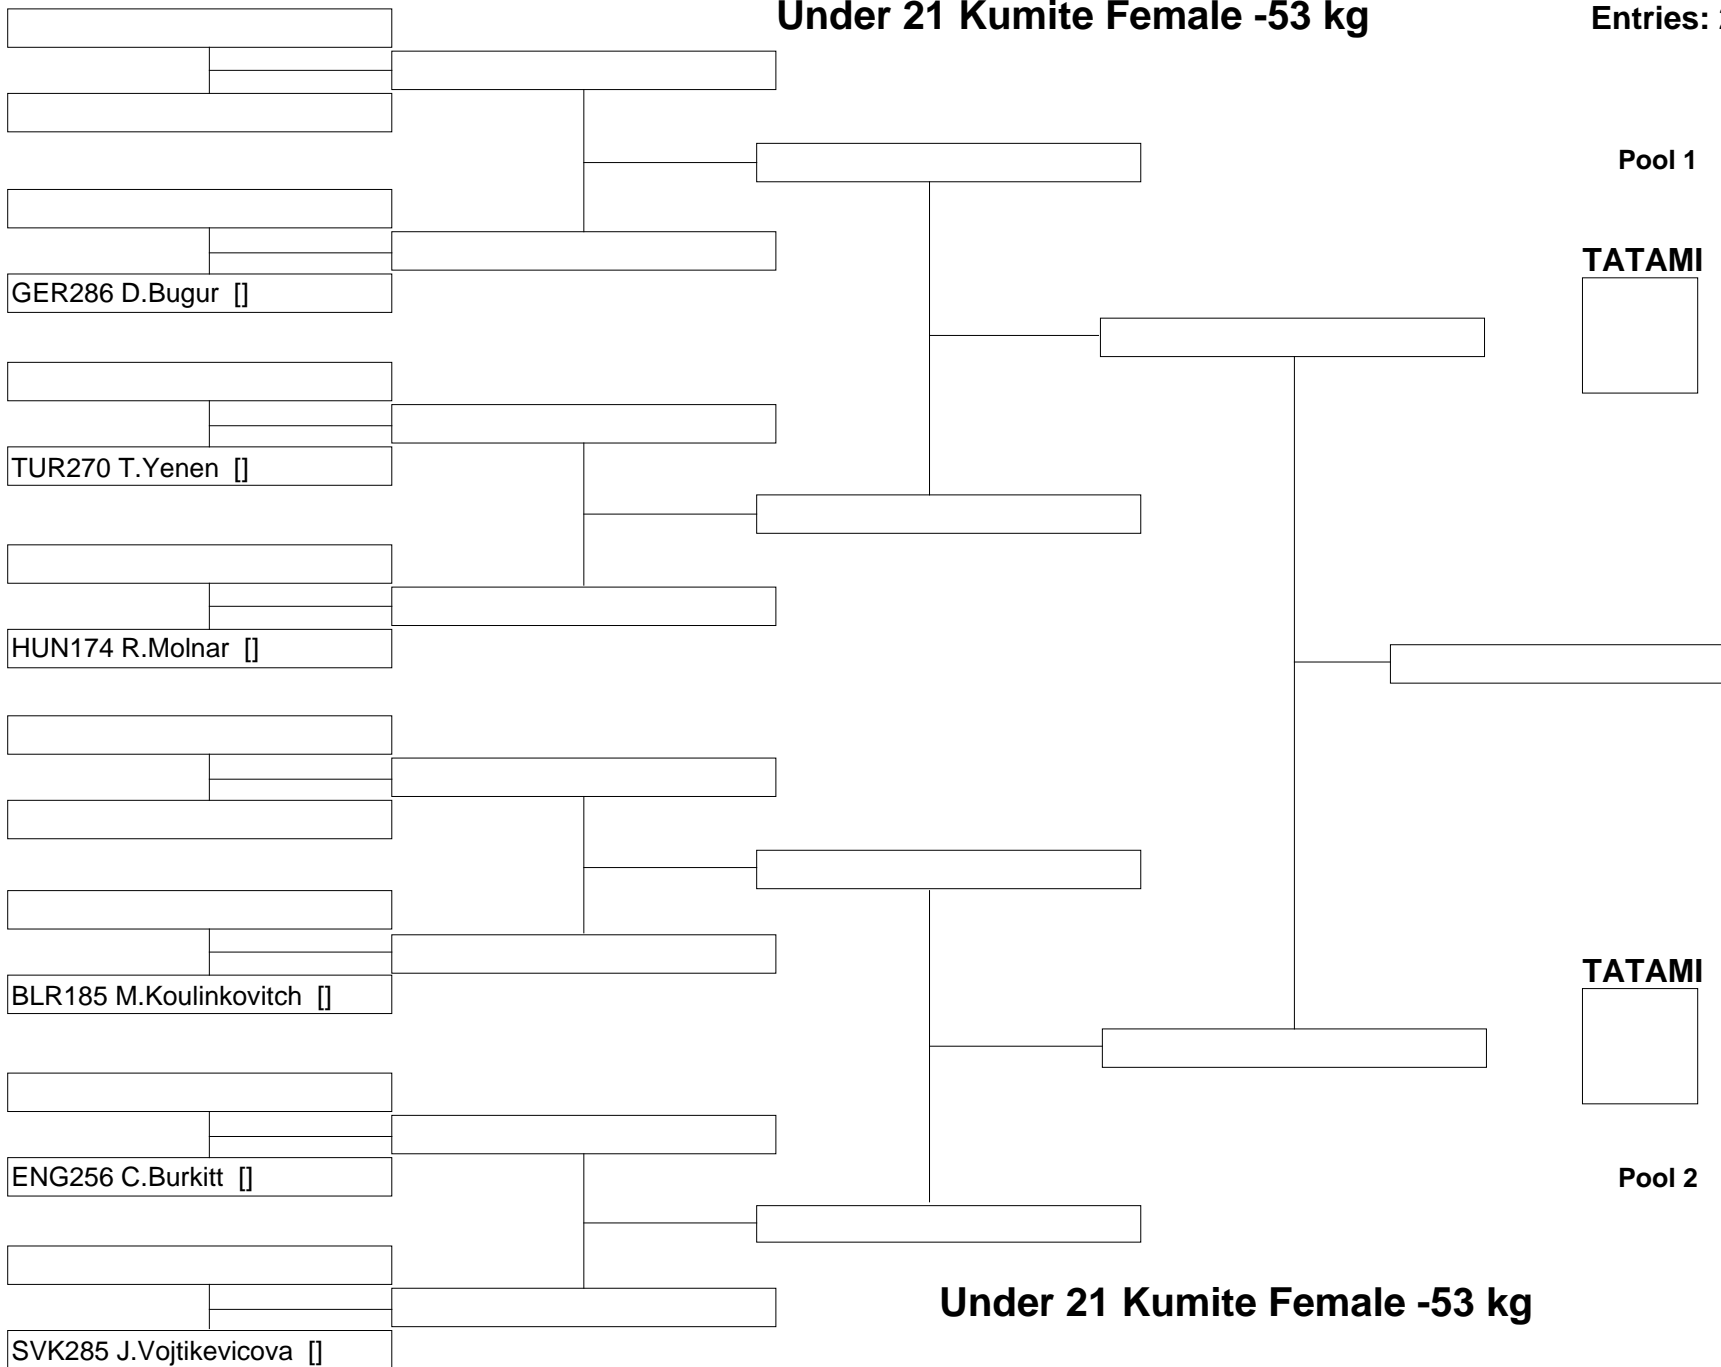 Under 21 Kumite Female -53 kg
Entries:
Pool 1
TATAMI
GER286 D.Bugur []
TUR270 T.Yenen []
HUN174 R.Molnar []
TATAMI
BLR185 M.Koulinkovitch []
ENG256 C.Burkitt []
Pool 2
Under 21 Kumite Female -53 kg
SVK285 J.Vojtikevicova []